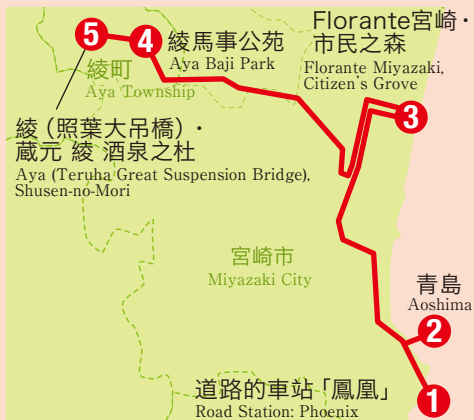 Florante宮崎・
市民之森
Florante Miyazaki,
Citizen's Grove
5
4
綾馬事公苑
Aya Baji Park
綾町
Aya Township
3
綾（照葉大吊橋）・
蔵元 綾 酒泉之杜
Aya (Teruha Great Suspension Bridge),
Shusen-no-Mori
宮崎市
Miyazaki City
青島
Aoshima
2
道路的車站「鳳凰」
Road Station: Phoenix
1